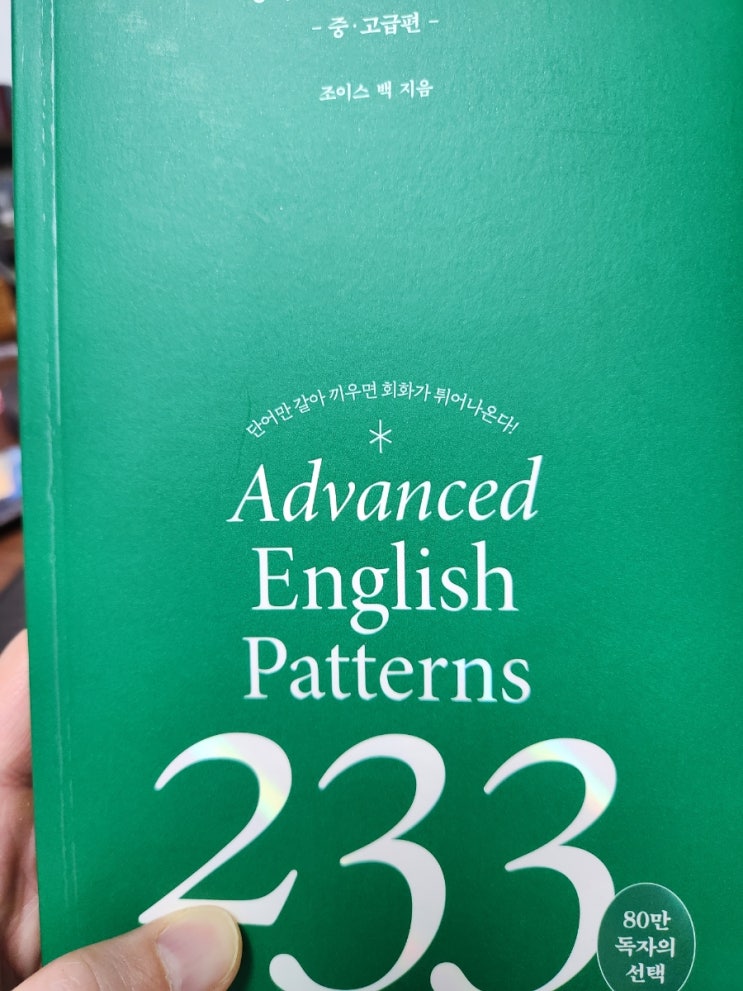 - 중·고급편 -
조이스 백 지음
단어만 갈아 끼우면 회화가 튀어나온다!
Advanced
English
Patterns
233
80만
독자의
선택